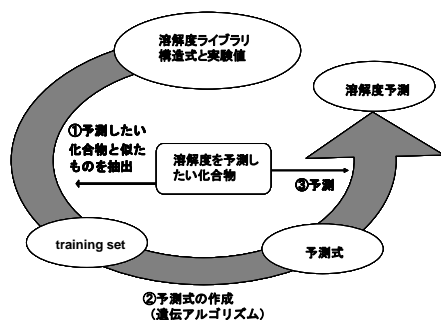 溶解度ライブラリ
構造式と実験値
溶解度予測
①予測したい
化合物と似た
ものを抽出
溶解度を予測し
たい化合物
③予測
training set
予測式
②予測式の作成
(遺伝アルゴリズム)